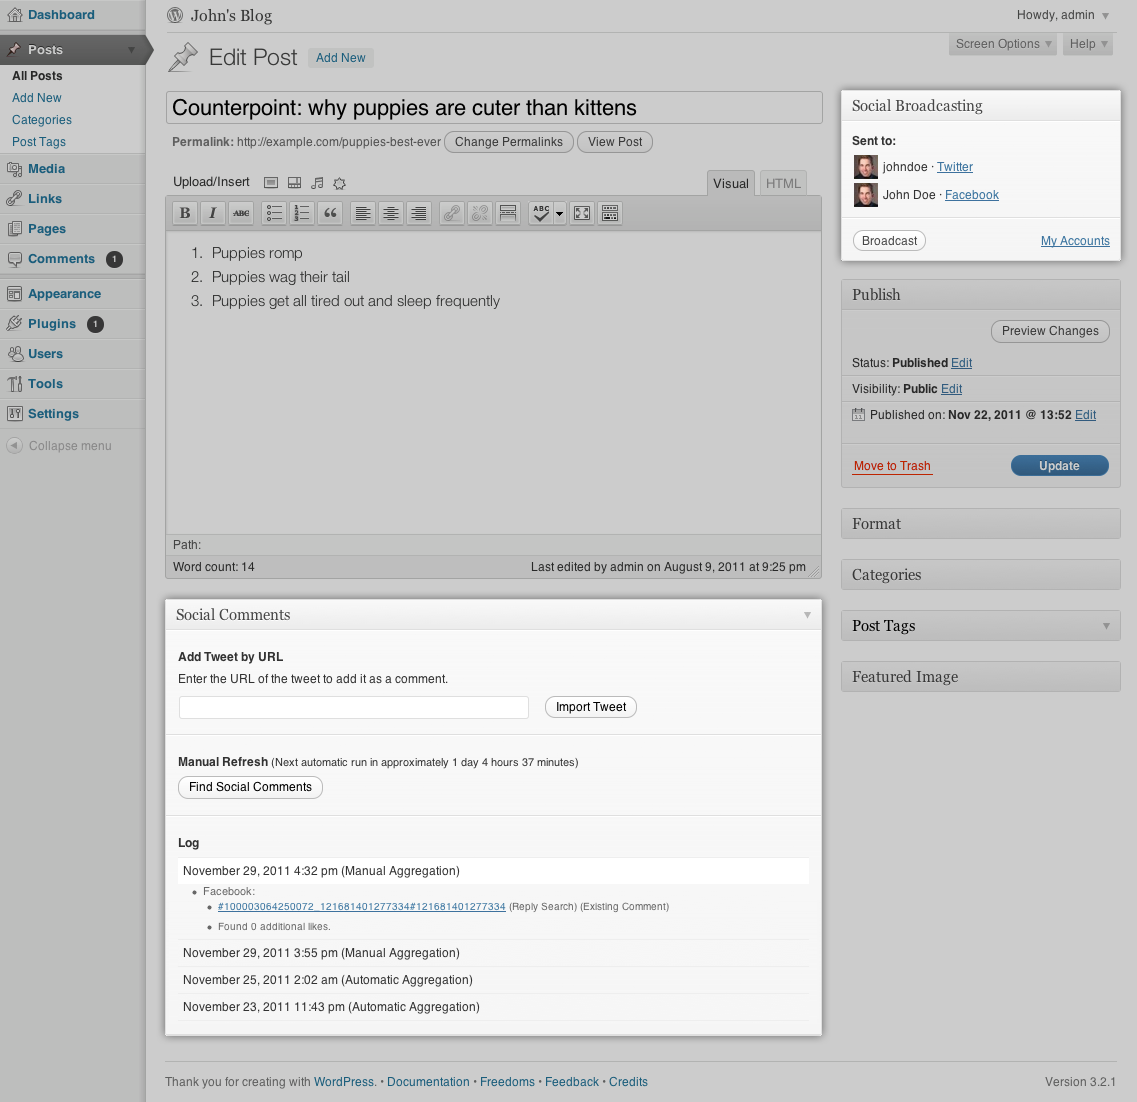 Dashboard
Posts
All Posts
Add New
Categories
Post Tags
Media
Links
Pages
Comments 1
Appearance
Plugins 1
Users
Tools
Settings
Collapse menu
John's Blog
Howdy, admin
Screen Options
Help
Edit Post Add New
Counterpoint: why puppies are cuter than kittens
Permalink: http://example.com/puppies-best-ever Change Permalinks View Post
Upload/Insert
Visual HTML
B I ABC ABC
1. Puppies romp
2. Puppies wag their tail
3. Puppies get all tired out and sleep frequently
Path:
Word count: 14 Last edited by admin on August 9, 2011 at 9:25 pm
Social Comments
Add Tweet by URL
Enter the URL of the tweet to add it as a comment.
Import Tweet
Manual Refresh (Next automatic run in approximately 1 day 4 hours 37 minutes)
Find Social Comments
Log
November 29, 2011 4:32 pm (Manual Aggregation)
• Facebook:
• #100003064250072_121681401277334#121681401277334 (Reply Search) (Existing Comment)
• Found 0 additional likes.
November 29, 2011 3:55 pm (Manual Aggregation)
November 25, 2011 2:02 am (Automatic Aggregation)
November 23, 2011 11:43 pm (Automatic Aggregation)
Social Broadcasting
Sent to:
johndoe · Twitter
John Doe · Facebook
Broadcast My Accounts
Publish
Preview Changes
Status: Published Edit
Visibility: Public Edit
Published on: Nov 22, 2011 @ 13:52 Edit
Move to Trash Update
Format
Categories
Post Tags
Featured Image
Thank you for creating with WordPress. • Documentation • Freedoms • Feedback • Credits
Version 3.2.1